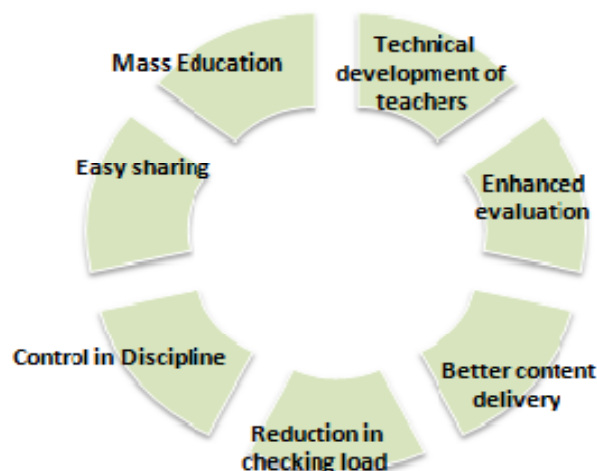 Technical
development of
teachers
Enhanced
evaluation
Better content
delivery
Reduction in
checking load
Control in Discipline
Easy sharing
Mass Education